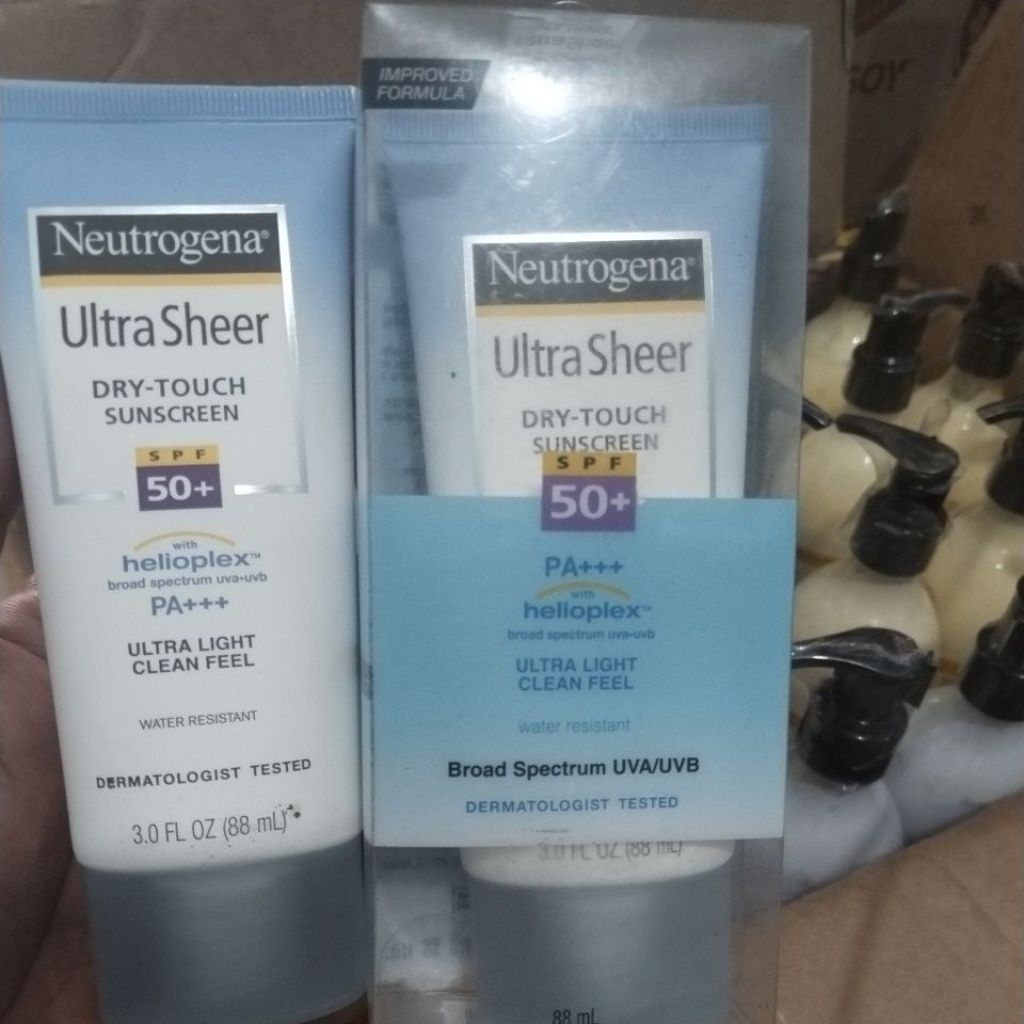 Neutrogena®
Ultra Sheer
DRY-TOUCH
SUNSCREEN
SPF
50+
with
helioplex™
broad spectrum uva•uvb
PA+++
ULTRA LIGHT
CLEAN FEEL
WATER RESISTANT
DERMATOLOGIST TESTED
3.0 FL OZ (88 mL)
IMPROVED
FORMULA
Neutrogena®
Ultra Sheer
DRY-TOUCH
SUNSCREEN
SPF
50+
PA+++
with
helioplex™
broad spectrum uva-uvb
ULTRA LIGHT
CLEAN FEEL
water resistant
Broad Spectrum UVA/UVB
DERMATOLOGIST TESTED
3.0 FL OZ (88 mL)
88 mL